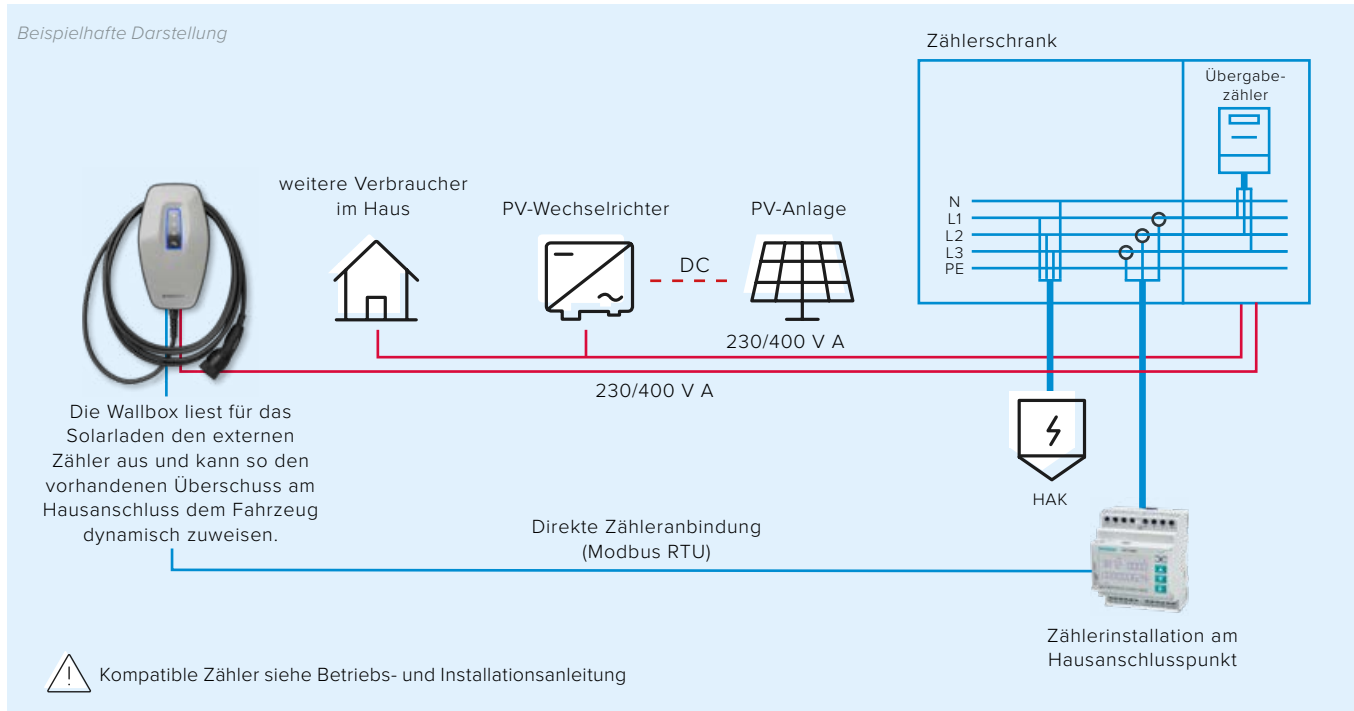 Beispielhafte Darstellung
Zählerschrank
Übergabe-
zähler
weitere Verbraucher
im Haus
PV-Wechselrichter
PV-Anlage
DC
N
L1
L2
L3
PE
230/400 V A
230/400 V A
Die Wallbox liest für das
Solarladen den externen
Zähler aus und kann so den
vorhandenen Überschuss am
Hausanschluss dem Fahrzeug
dynamisch zuweisen.
HAK
Direkte Zähleranbindung
(Modbus RTU)
Zählerinstallation am
Hausanschlusspunkt
Kompatible Zähler siehe Betriebs- und Installationsanleitung